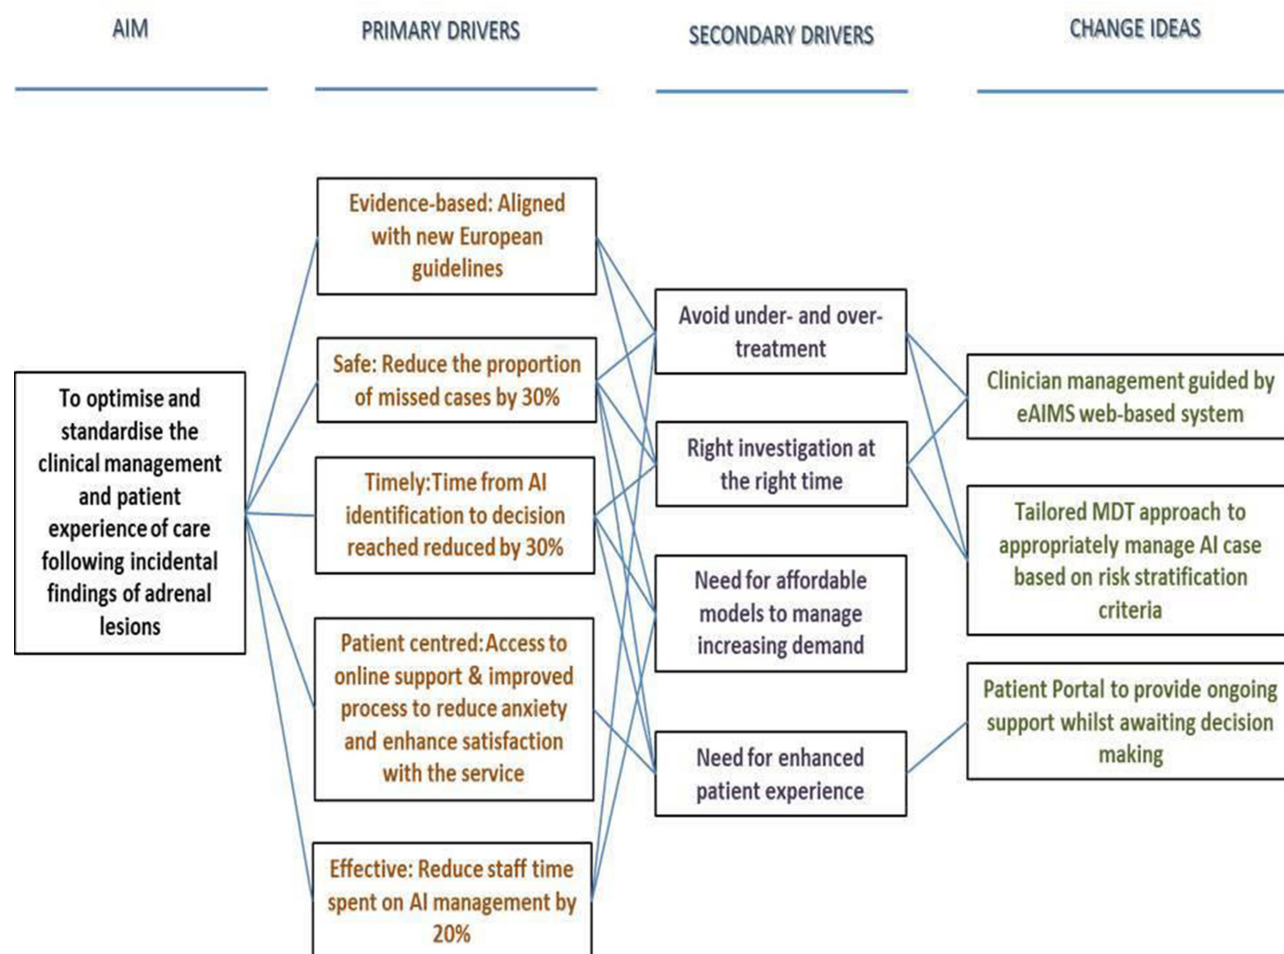 AIM
PRIMARY DRIVERS
SECONDARY DRIVERS
CHANGE IDEAS
To optimise and
standardise the
clinical management
and patient
experience of care
following incidental
findings of adrenal
lesions
Evidence-based: Aligned
with new European
guidelines
Safe: Reduce the proportion
of missed cases by 30%
Timely:Time from AI
identification to decision
reached reduced by 30%
Patient centred:Access to
online support & improved
process to reduce anxiety
and enhance satisfaction
with the service
Effective: Reduce staff time
spent on AI management by
20%
Avoid under- and over-
treatment
Right investigation at
the right time
Need for affordable
models to manage
increasing demand
Need for enhanced
patient experience
Clinician management guided by
eAIMS web-based system
Tailored MDT approach to
appropriately manage AI case
based on risk stratification
criteria
Patient Portal to provide ongoing
support whilst awaiting decision
making